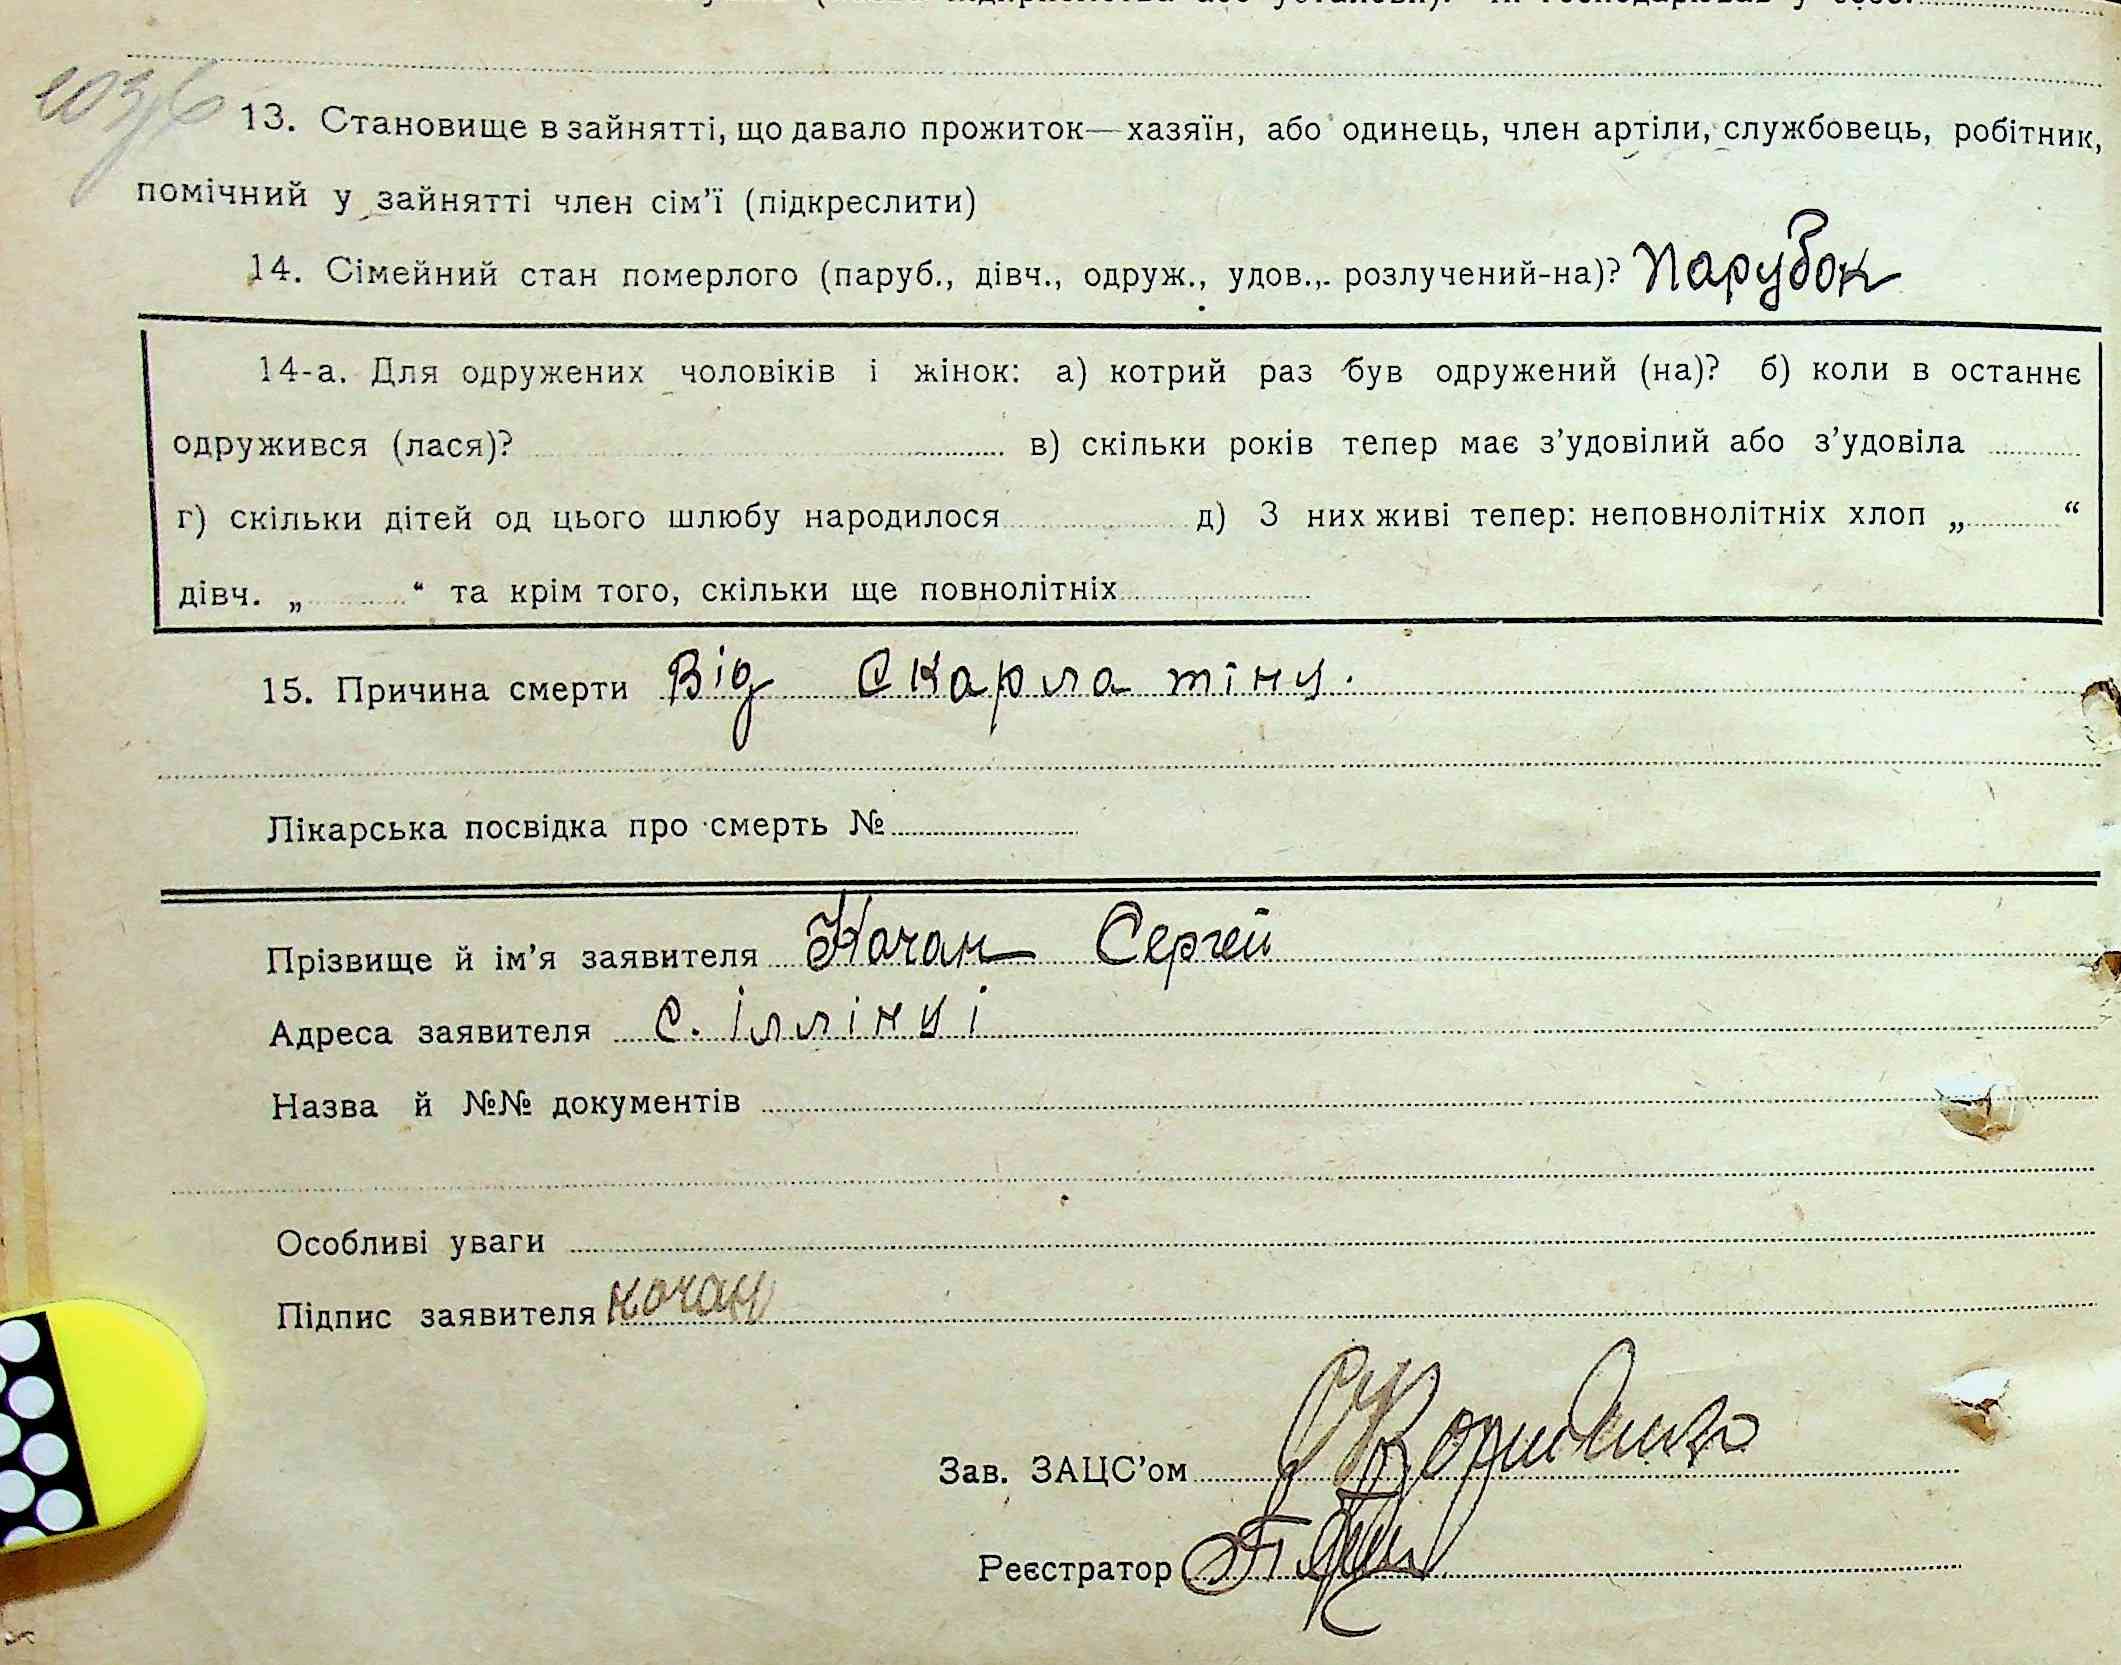 13. Становище в зайнятті, що давало прожиток—хазяїн, або одинець, член артіли, службовець, робітник,
помічний у зайнятті член сім’ї (підкреслити)
14. Сімейний стан померлого (паруб., дівч., одруж., удов.,. розлучений-на)? Парубок
14-а. Для одружених чоловіків і жінок: а) котрий раз був одружений (на)? б) коли в останнє
одружився (лася)? в) скільки років тепер має з’удовілий або з’удовіла
г) скільки дітей од цього шлюбу народилося д) З них живі тепер: неповнолітніх хлоп „ “
дівч. „ “ та крім того, скільки ще повнолітніх
15. Причина смерти Від Скарлатіну.
Лікарська посвідка про смерть №
Прізвище й ім’я заявителя Качан Сергей
Адреса заявителя с. Іллінці
Назва й №№ документів
Особливі уваги
Підпис заявителя качан
Зав. ЗАЦС’ом
Реєстратор